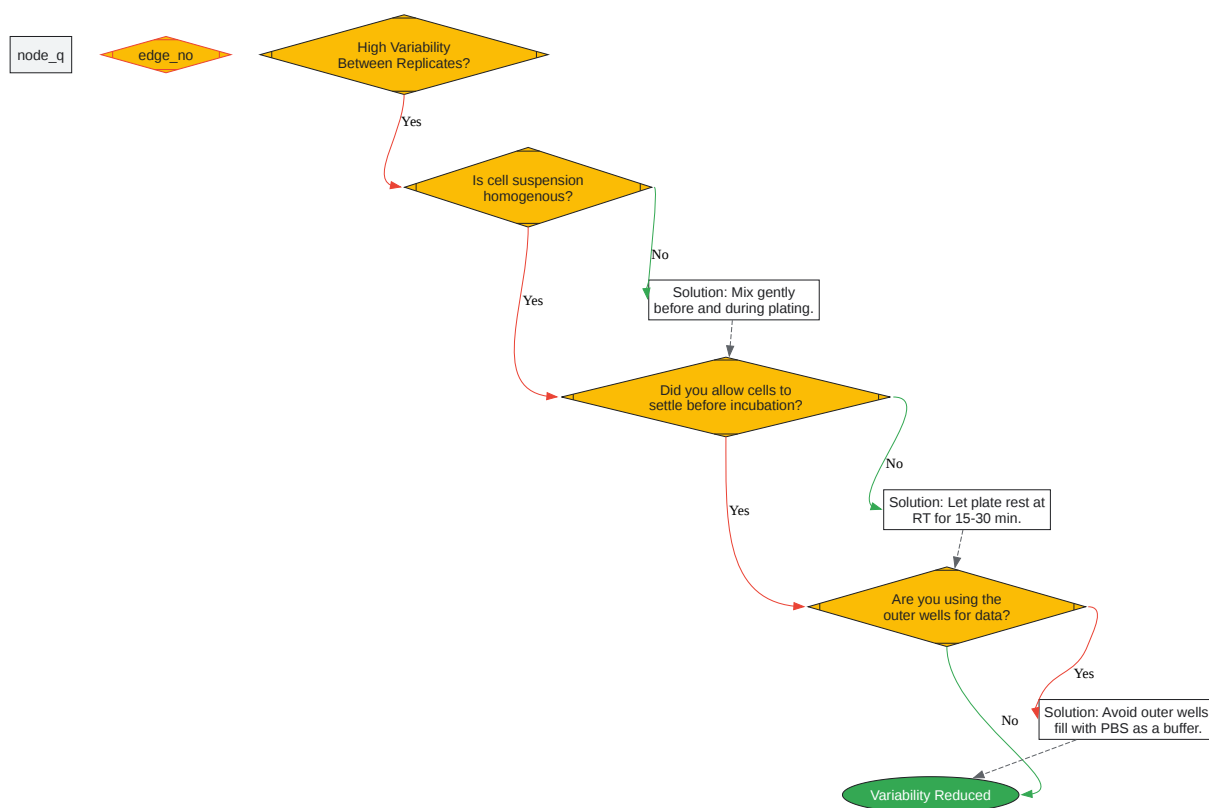 node_q
edge_no
High Variability
Between Replicates?
Yes
Is cell suspension
homogenous?
No
Yes
Solution: Mix gently
before and during plating.
Did you allow cells to
settle before incubation?
No
Yes
Solution: Let plate rest at
RT for 15-30 min.
Are you using the
outer wells for data?
Yes
No
Solution: Avoid outer wells
fill with PBS as a buffer.
Variability Reduced